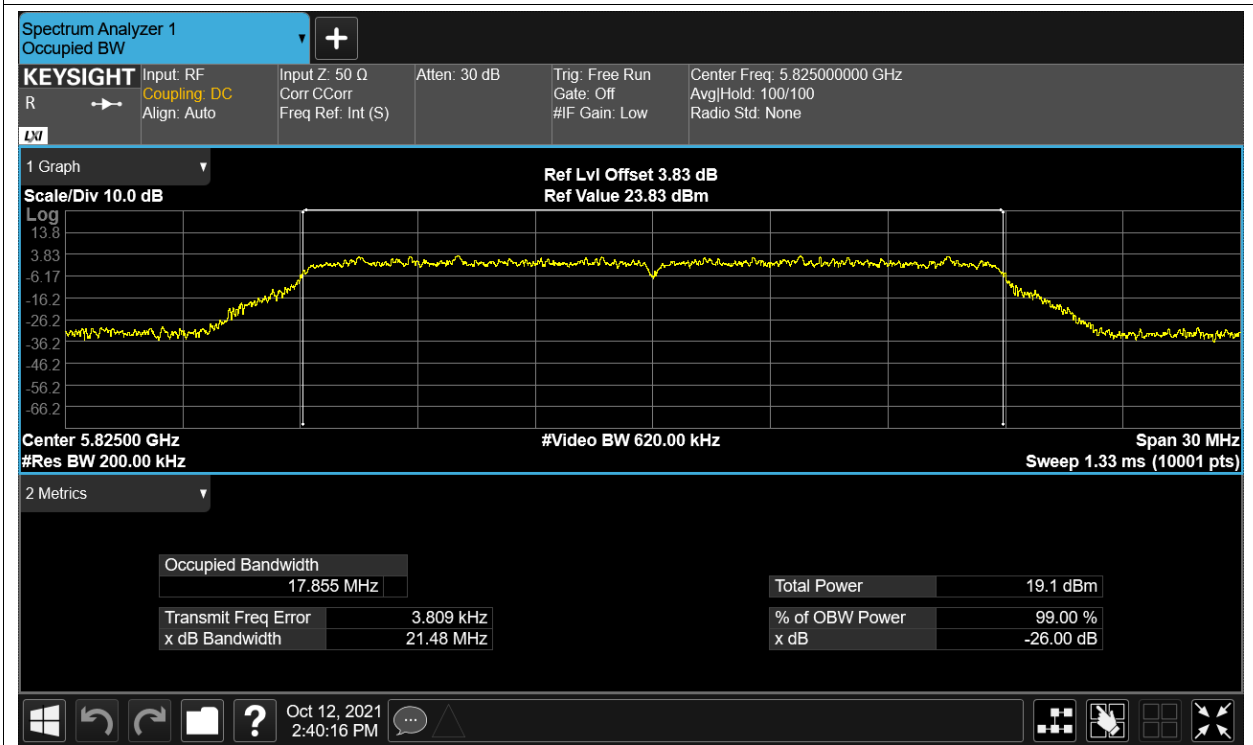 Spectrum Analyzer 1
Occupied BW
KEYSIGHT
R
LXI
Input: RF
Coupling: DC
Align: Auto
Input Z: 50 Ω
Corr CCorr
Freq Ref: Int (S)
Atten: 30 dB
Trig: Free Run
Gate: Off
#IF Gain: Low
Center Freq: 5.825000000 GHz
Avg|Hold: 100/100
Radio Std: None
1 Graph
Scale/Div 10.0 dB
Ref Lvl Offset 3.83 dB
Ref Value 23.83 dBm
Log
13.8
3.83
-6.17
-16.2
-26.2
-36.2
-46.2
-56.2
-66.2
Center 5.82500 GHz
#Video BW 620.00 kHz
Span 30 MHz
#Res BW 200.00 kHz
Sweep 1.33 ms (10001 pts)
2 Metrics
Occupied Bandwidth
17.855 MHz
Total Power 19.1 dBm
Transmit Freq Error 3.809 kHz
% of OBW Power 99.00 %
x dB Bandwidth 21.48 MHz
x dB -26.00 dB
?
Oct 12, 2021
2:40:16 PM